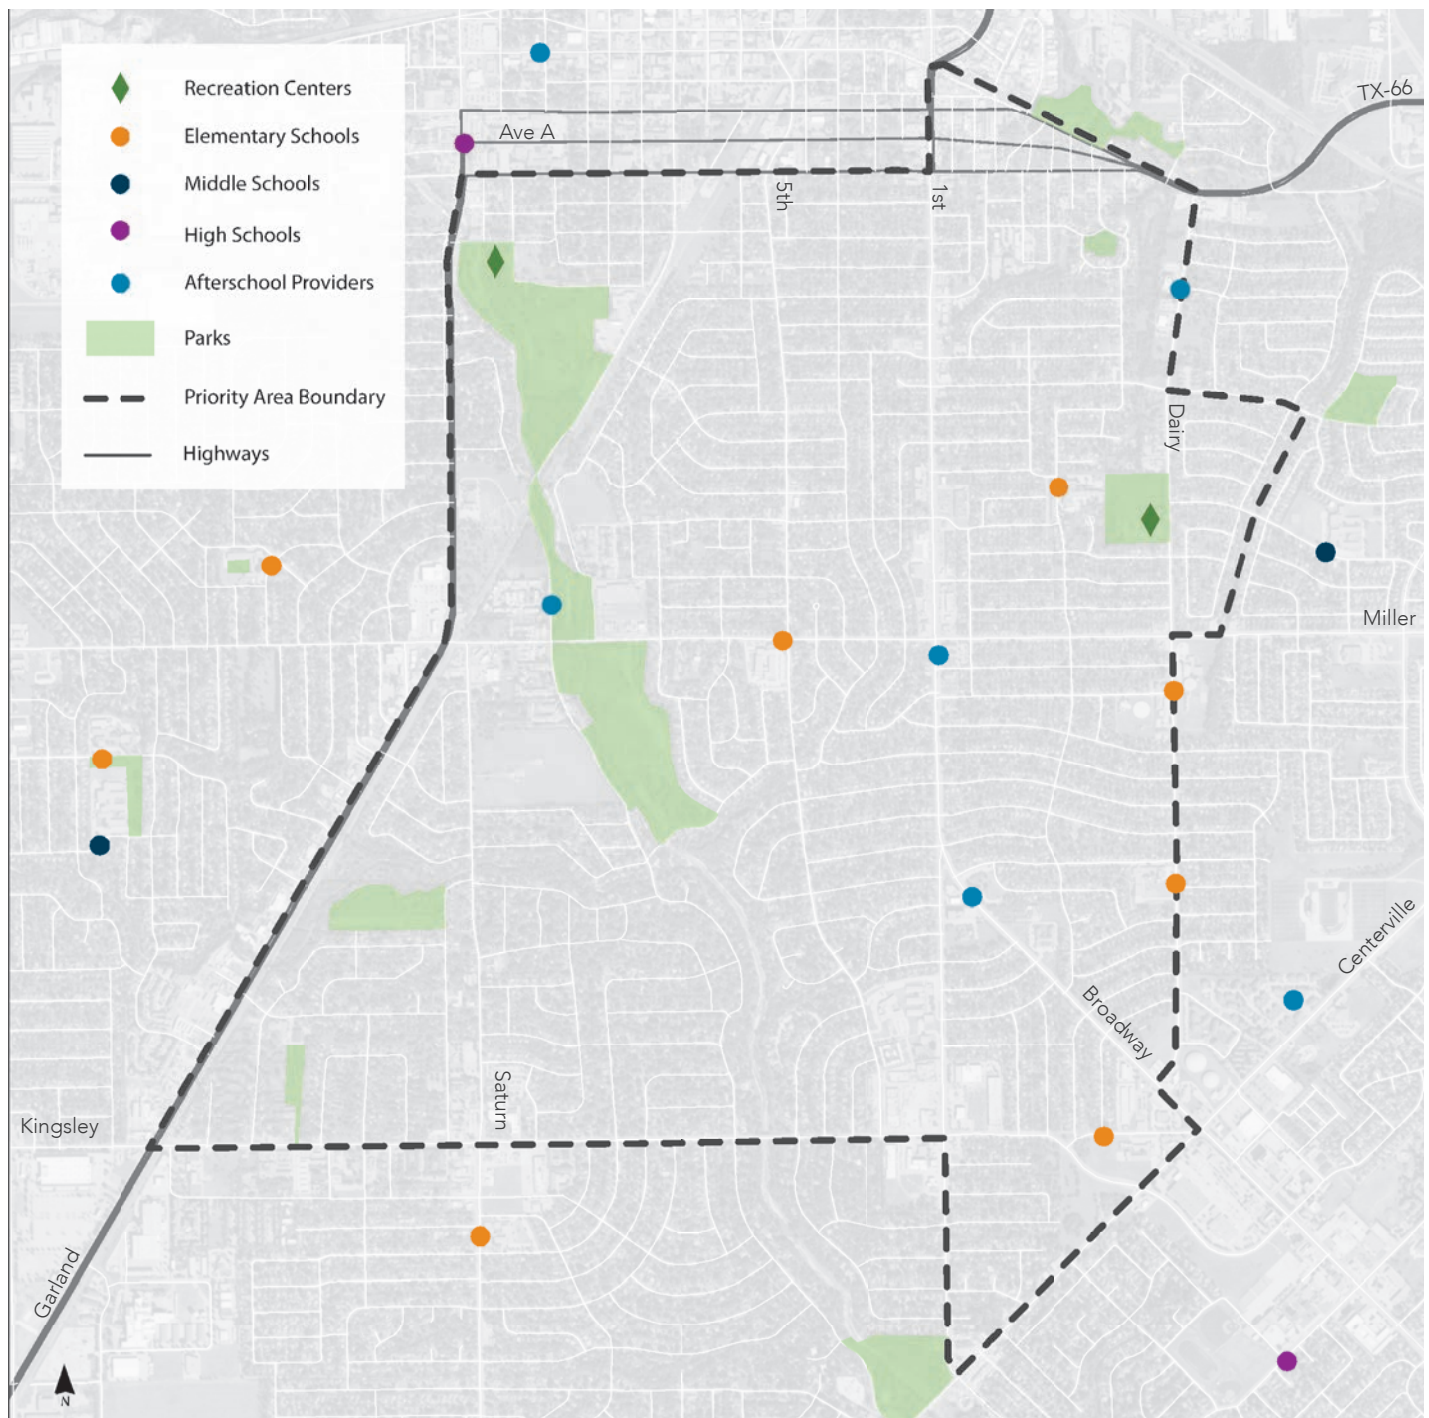 Recreation Centers
Elementary Schools
Middle Schools
High Schools
Afterschool Providers
Parks
Priority Area Boundary
Highways
TX-66
Ave A
5th
1st
Dairy
Miller
Centerville
Broadway
Saturn
Kingsley
Garland
N